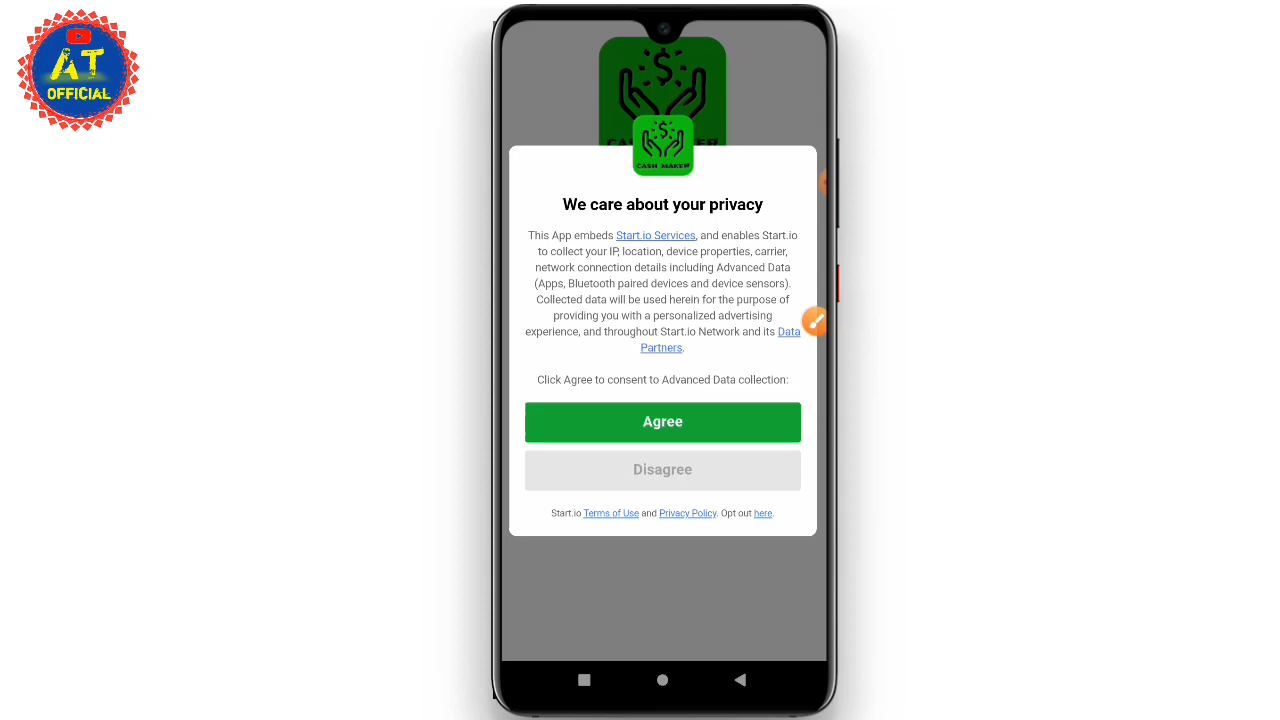 AT
OFFICIAL
CASH MAKER
CASH MAKER
We care about your privacy
This App embeds Start.io Services, and enables Start.io
to collect your IP, location, device properties, carrier,
network connection details including Advanced Data
(Apps, Bluetooth paired devices and device sensors).
Collected data will be used herein for the purpose of
providing you with a personalized advertising
experience, and throughout Start.io Network and its Data
Partners.
Click Agree to consent to Advanced Data collection:
Agree
Disagree
Start.io Terms of Use and Privacy Policy. Opt out here.